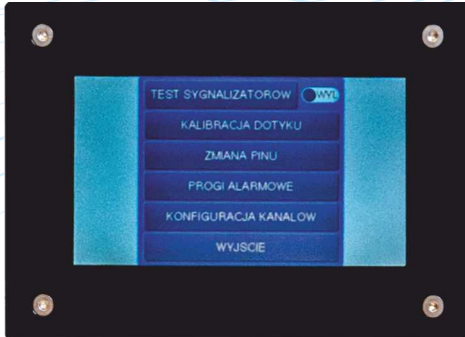 TEST SYGNALIZATOROW WYL
KALIBRACJA DOTYKU
ZMIANA PINU
PROGI ALARMOWE
KONFIGURACJA KANALOW
WYJSCIE